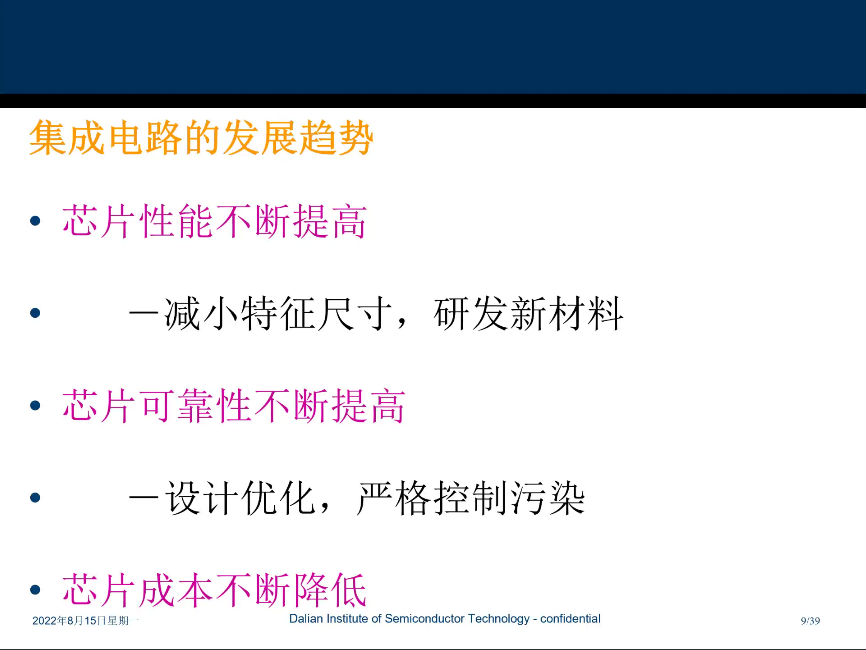 集成电路的发展趋势
• 芯片性能不断提高
• －减小特征尺寸，研发新材料
• 芯片可靠性不断提高
• －设计优化，严格控制污染
• 芯片成本不断降低
2022年8月15日星期一
Dalian Institute of Semiconductor Technology - confidential
9/39